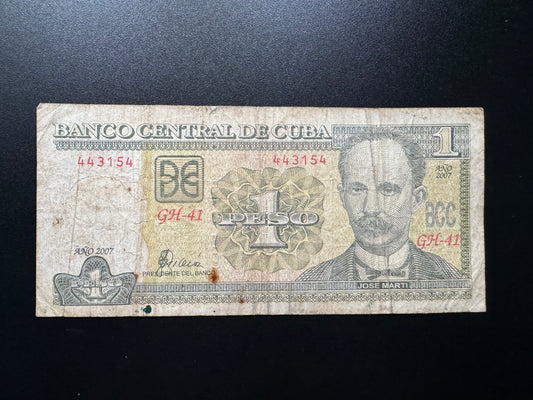 BANCO CENTRAL DE CUBA
1
443154
443154
AÑO
2007
GH-41
1
PESO
BCC
GH-41
AÑO 2007
PRESIDENTE DEL BANCO
1
JOSE MARTI